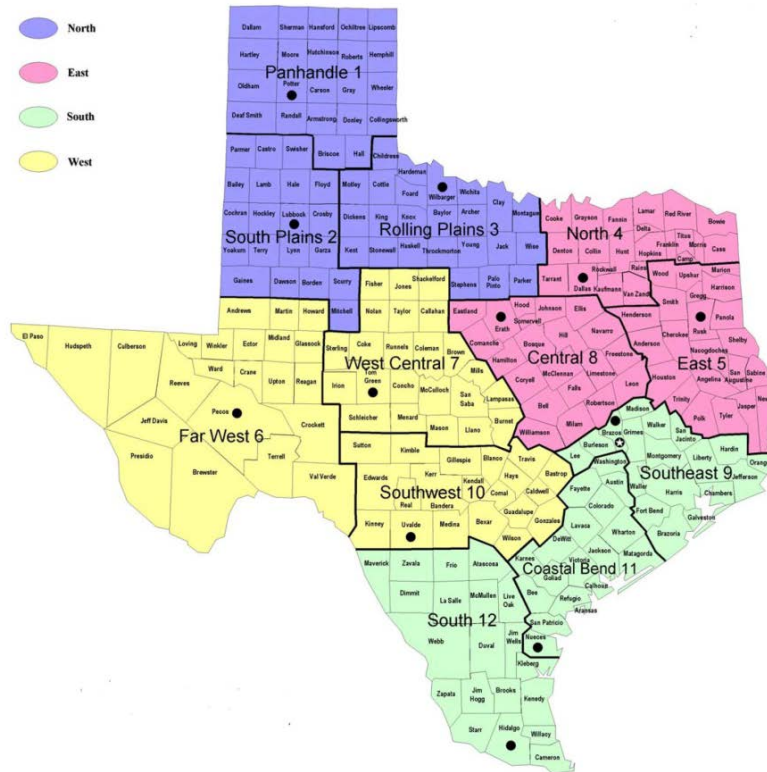 North
East
South
West
Dallam Sherman Hansford Ochiltree Lipscomb
Hartley Moore Hutchinson Roberts Hemphill
Panhandle 1
Oldham Potter Carson Gray Wheeler
Deaf Smith Randall Armstrong Donley Collingsworth
Parmer Castro Swisher Briscoe Hall Childress
Bailey Lamb Hale Floyd Motley Cottle Hardeman
Foard Wilbarger Wichita Clay Montague
Cochran Hockley Lubbock Crosby Dickens King Knox Baylor Archer
South Plains 2
Rolling Plains 3
Yoakum Terry Lynn Garza Kent Stonewall Haskell Throckmorton Young Jack Wise
Gaines Dawson Borden Scurry Stephens Palo Pinto Parker
Mitchell
Cooke Grayson Fannin Lamar Red River Bowie
Delta Titus Franklin Morris Cass
North 4
Denton Collin Hunt Hopkins Camp
Tarrant Dallas Rockwall Kaufmann Rains Van Zandt
Wood Upshur Marion Harrison
Smith Gregg Panola
Henderson Rusk
Anderson Cherokee Shelby
Nacogdoches
East 5
San Augustine Sabine
Houston Angelina
Trinity Polk Tyler Jasper
Fisher Jones Shackelford
Andrews Martin Howard Nolan Taylor Callahan
Eastland Erath Hood Somervell Johnson Ellis
Comanche Bosque Hill Navarro
Hamilton
Central 8
Freestone
Coryell McClennan Limestone
Falls Leon
Bell Robertson
Williamson Milam
El Paso Hudspeth Culberson
Loving Winkler Ector Midland Glassock
Reeves Ward Crane Upton Reagan
Sterling Coke Runnels Coleman Brown
West Central 7
Mills
Irion Tom Green Concho McCulloch San Saba Lampasas
Schleicher Menard Mason Llano Burnet
Jeff Davis Pecos Crockett
Far West 6
Presidio Brewster Terrell Val Verde
Sutton Kimble Gillespie Blanco Travis
Edwards Kerr Kendall Hays Bastrop
Southwest 10
Real Bandera Comal Caldwell
Guadalupe
Kinney Uvalde Medina Bexar Wilson Gonzales
Madison
Brazos Grimes Walker San Jacinto
Lee Burleson Hardin
Washington Montgomery Liberty Orange
Southeast 9
Fayette Austin Waller Harris Chambers Jefferson
Colorado Fort Bend Galveston
Lavaca Wharton Brazoria
DeWitt Jackson Matagorda
Karnes Victoria
Coastal Bend 11
Goliad Calhoun
Bee Refugio Aransas
San Patricio
Nueces
Kleberg
Maverick Zavala Frio Atascosa
Dimmit La Salle McMullen Live Oak
South 12
Webb Duval Jim Wells
Zapata Jim Hogg Brooks Kenedy
Starr Hidalgo Willacy
Cameron